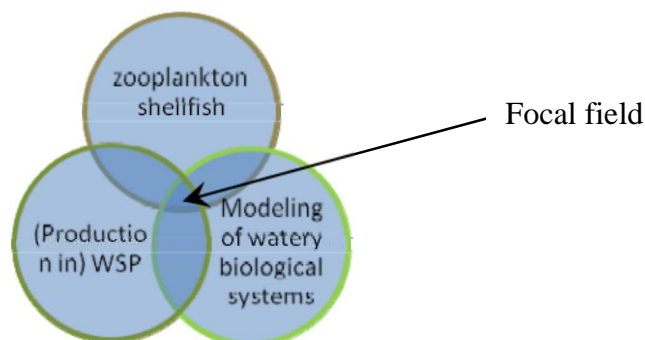 zooplankton
shellfish
Focal field
(Productio
n in) WSP
Modeling
of watery
biological
systems